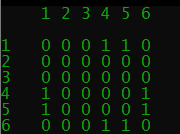 1 2 3 4 5 6
1 0 0 0 1 1 0
2 0 0 0 0 0 0
3 0 0 0 0 0 0
4 1 0 0 0 0 1
5 1 0 0 0 0 1
6 0 0 0 1 1 0